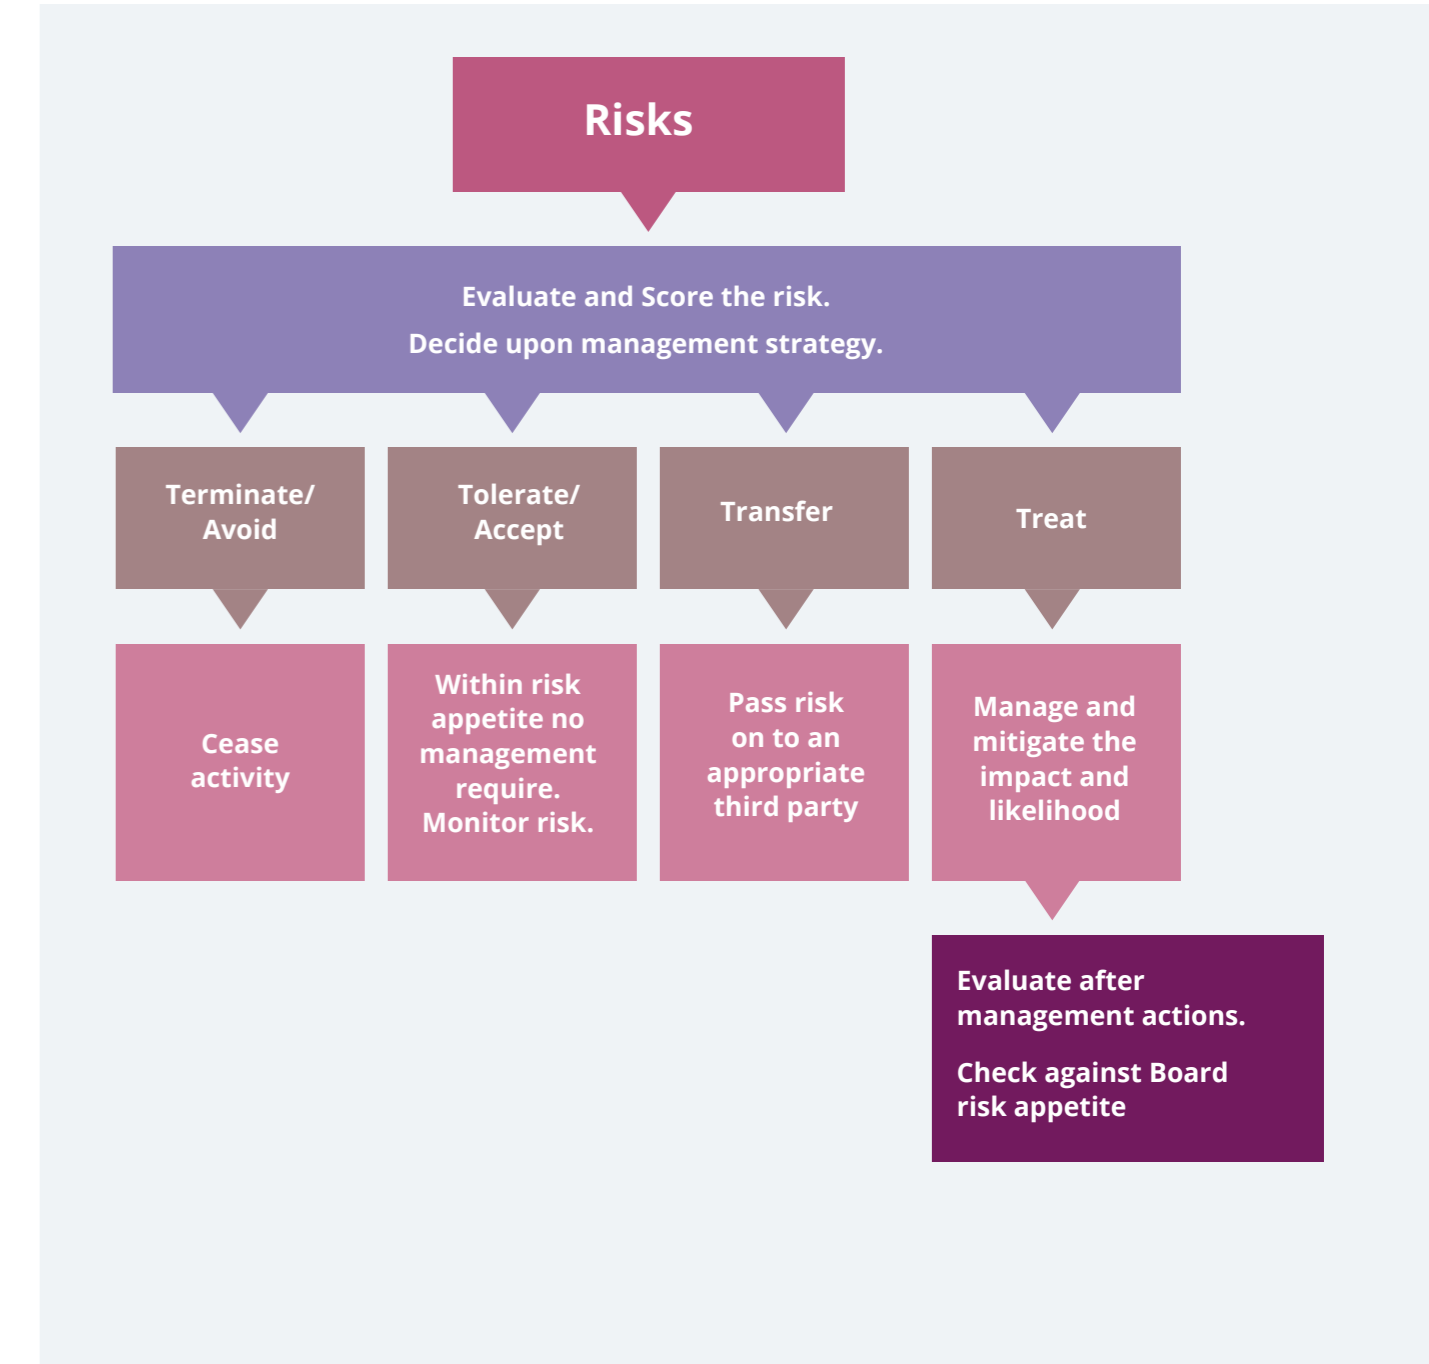 Risks
Evaluate and Score the risk.
Decide upon management strategy.
Terminate/
Avoid
Tolerate/
Accept
Transfer
Treat
Cease
activity
Within risk
appetite no
management
require.
Monitor risk.
Pass risk
on to an
appropriate
third party
Manage and
mitigate the
impact and
likelihood
Evaluate after
management actions.
Check against Board
risk appetite